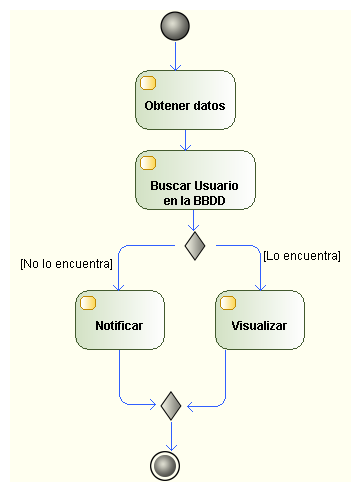 Obtener datos
Buscar Usuario
en la BBDD
[No lo encuentra]
[Lo encuentra]
Notificar
Visualizar